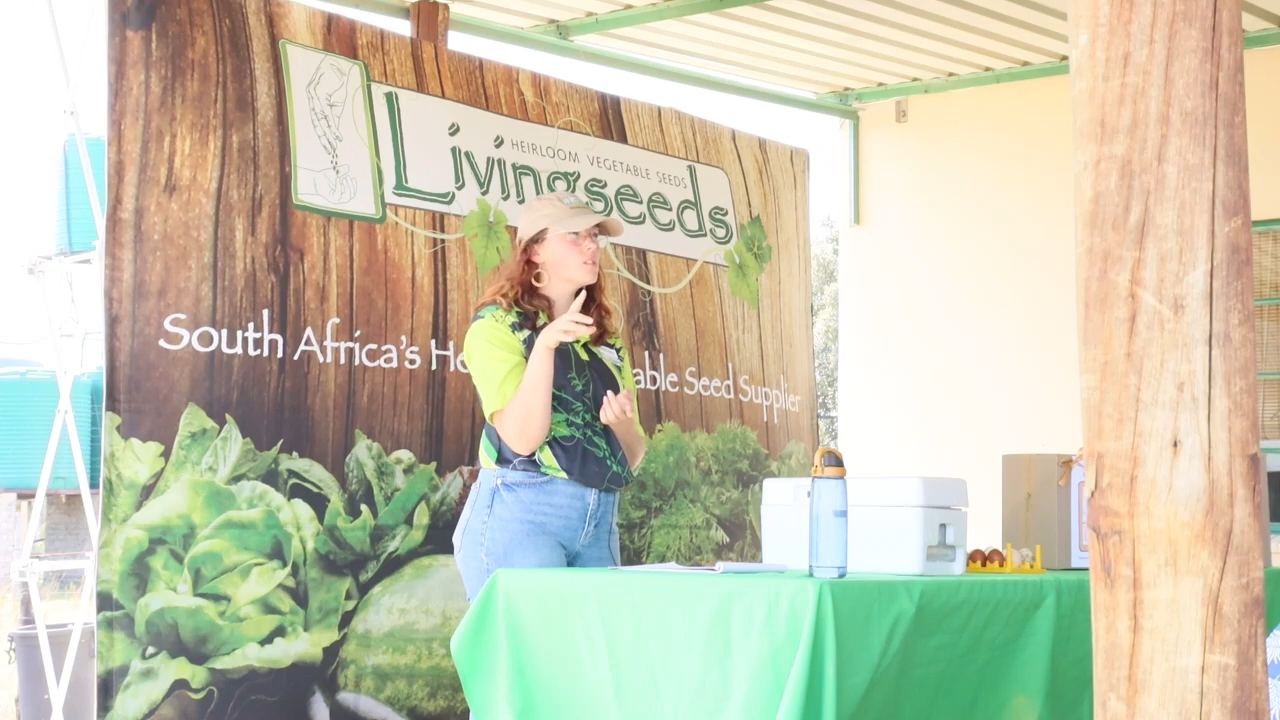 HEIRLOOM VEGETABLE SEEDS
Livingseeds
South Africa's He able Seed Supplier